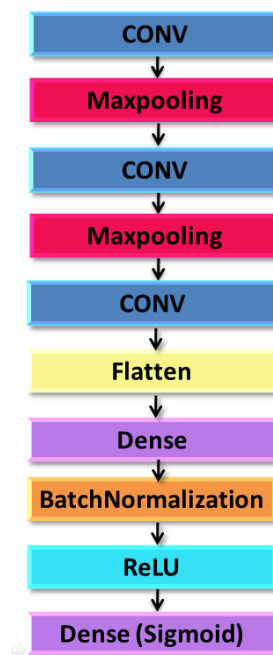 CONV
Maxpooling
CONV
Maxpooling
CONV
Flatten
Dense
BatchNormalization
ReLU
Dense (Sigmoid)